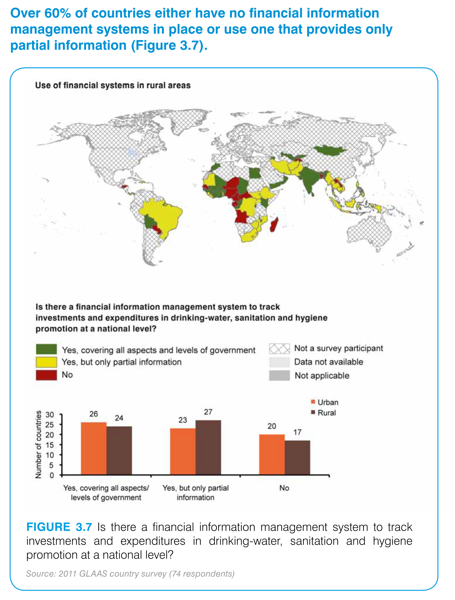 Over 60% of countries either have no financial information
management systems in place or use one that provides only
partial information (Figure 3.7).
Use of financial systems in rural areas
Is there a financial information management system to track
investments and expenditures in drinking-water, sanitation and hygiene
promotion at a national level?
Yes, covering all aspects and levels of government
Yes, but only partial information
No
Not a survey participant
Data not available
Not applicable
Urban
Rural
Number of countries
30
25
20
15
10
5
0
26
24
23
27
20
17
Yes, covering all aspects/
levels of government
Yes, but only partial
information
No
FIGURE 3.7 Is there a financial information management system to track
investments and expenditures in drinking-water, sanitation and hygiene
promotion at a national level?
Source: 2011 GLAAS country survey (74 respondents)